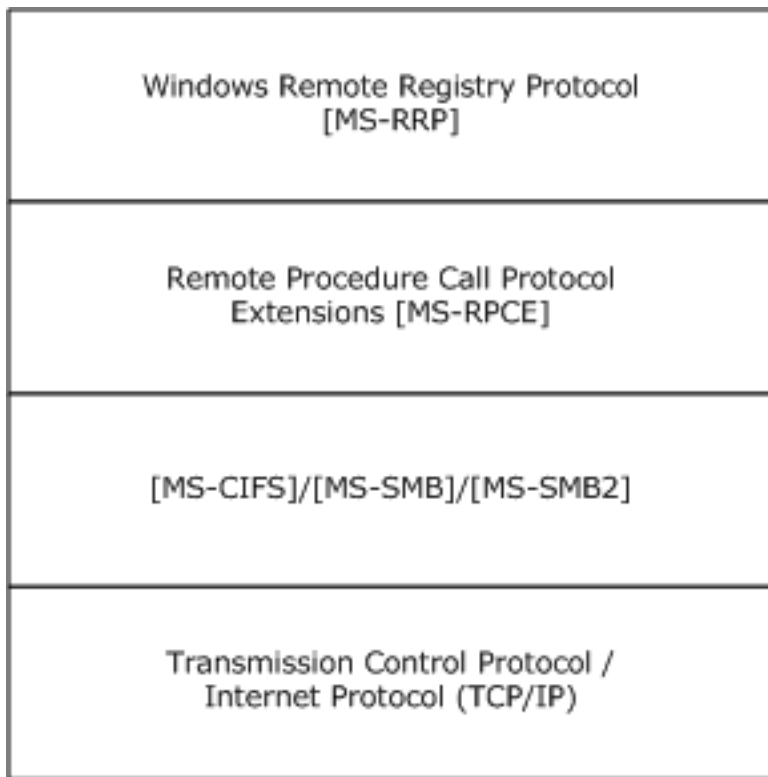 Windows Remote Registry Protocol
[MS-RRP]
Remote Procedure Call Protocol
Extensions [MS-RPCE]
[MS-CIFS]/[MS-SMB]/[MS-SMB2]
Transmission Control Protocol /
Internet Protocol (TCP/IP)